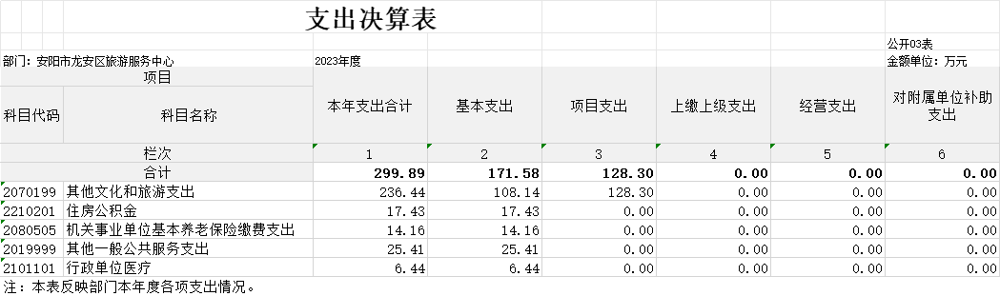 支出决算表
公开03表
部门：安阳市龙安区旅游服务中心 2023年度 金额单位：万元
项目 本年支出合计 基本支出 项目支出 上缴上级支出 经营支出 对附属单位补助支出
科目代码 科目名称
栏次 1 2 3 4 5 6
合计 299.89 171.58 128.30 0.00 0.00 0.00
2070199 其他文化和旅游支出 236.44 108.14 128.30 0.00 0.00 0.00
2210201 住房公积金 17.43 17.43 0.00 0.00 0.00 0.00
2080505 机关事业单位基本养老保险缴费支出 14.16 14.16 0.00 0.00 0.00 0.00
2019999 其他一般公共服务支出 25.41 25.41 0.00 0.00 0.00 0.00
2101101 行政单位医疗 6.44 6.44 0.00 0.00 0.00 0.00
注：本表反映部门本年度各项支出情况。